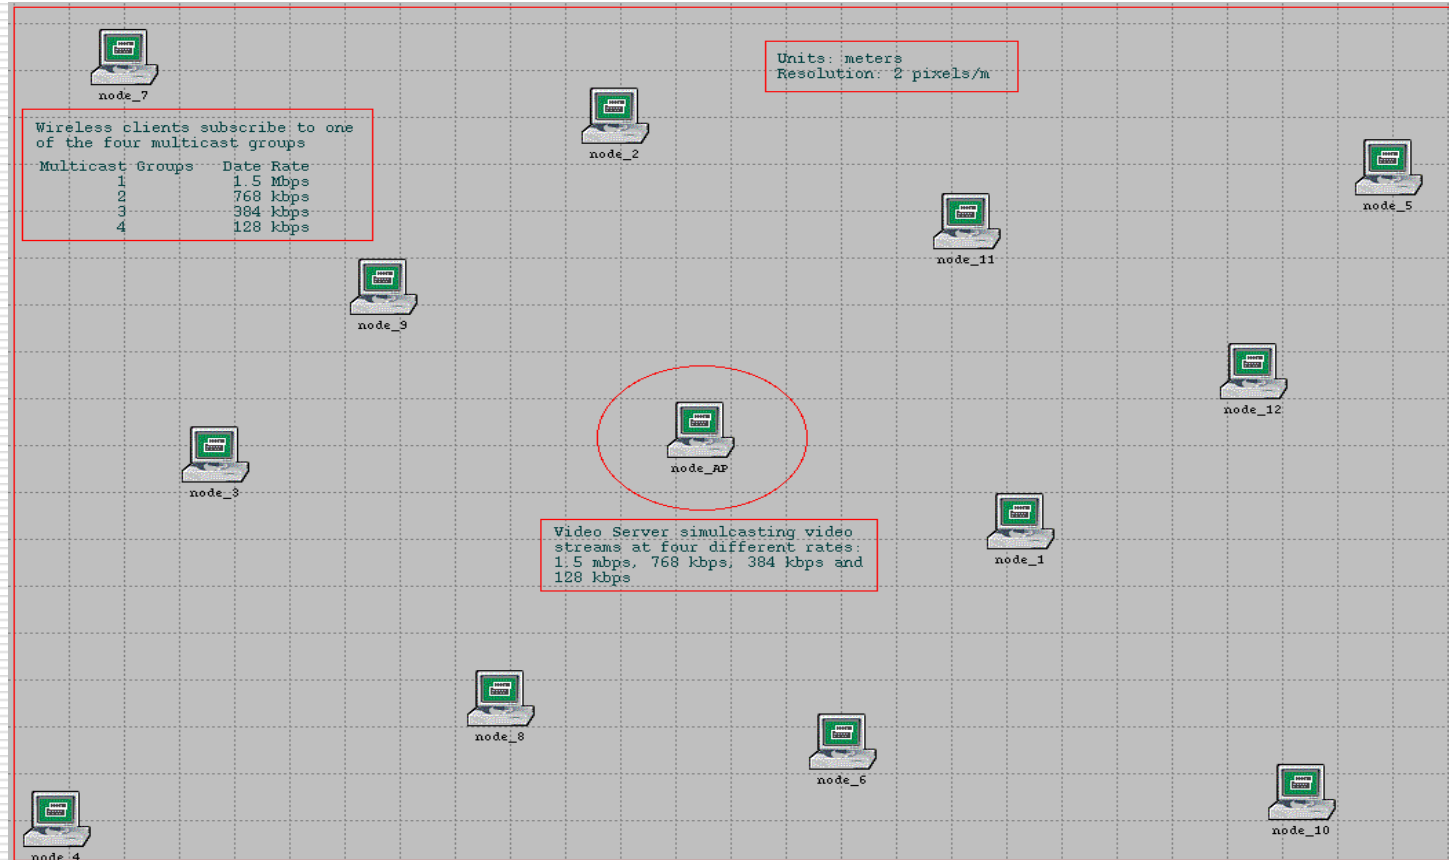 node_7
Units: meters
Resolution: 2 pixels/m
Wireless clients subscribe to one
of the four multicast groups
Multicast Groups Date Rate
1 1.5 Mbps
2 768 kbps
3 384 kbps
4 128 kbps
node_2
node_5
node_11
node_9
node_12
node_AP
node_3
Video Server simulcasting video
streams at four different rates:
1.5 mbps, 768 kbps, 384 kbps and
128 kbps
node_1
node_8
node_6
node_10
node_4